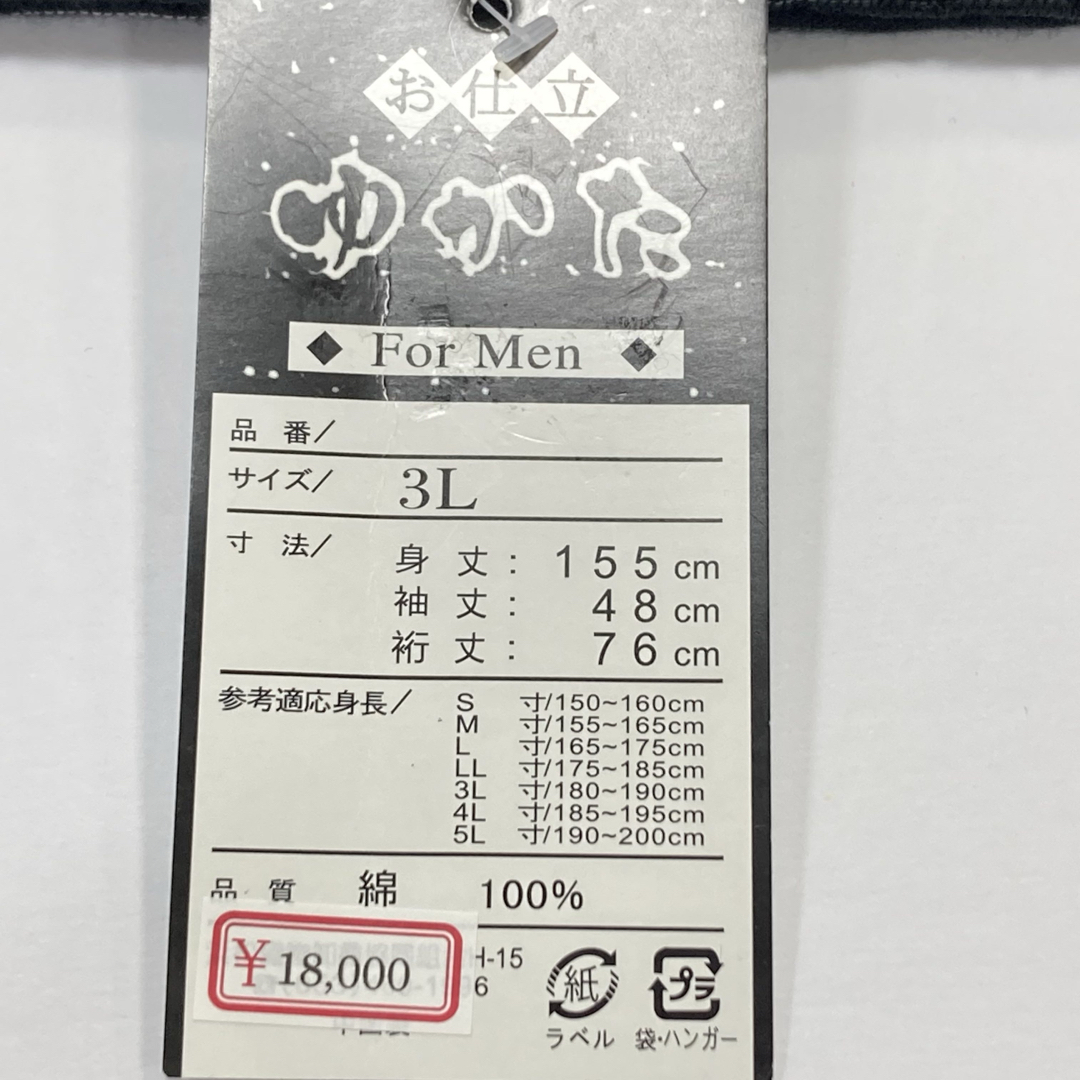 お仕立
ゆかた
◆ For Men ◆
品 番/
サイズ/ 3L
寸 法/ 身 丈: 155cm
袖 丈: 48cm
裄 丈: 76cm
参考適応身長/ S 寸/150~160cm
M 寸/155~165cm
L 寸/165~175cm
LL 寸/175~185cm
3L 寸/180~190cm
4L 寸/185~195cm
5L 寸/190~200cm
品 質 綿 100%
¥18,000
H-15
6
紙 プラ
ラベル 袋・ハンガー